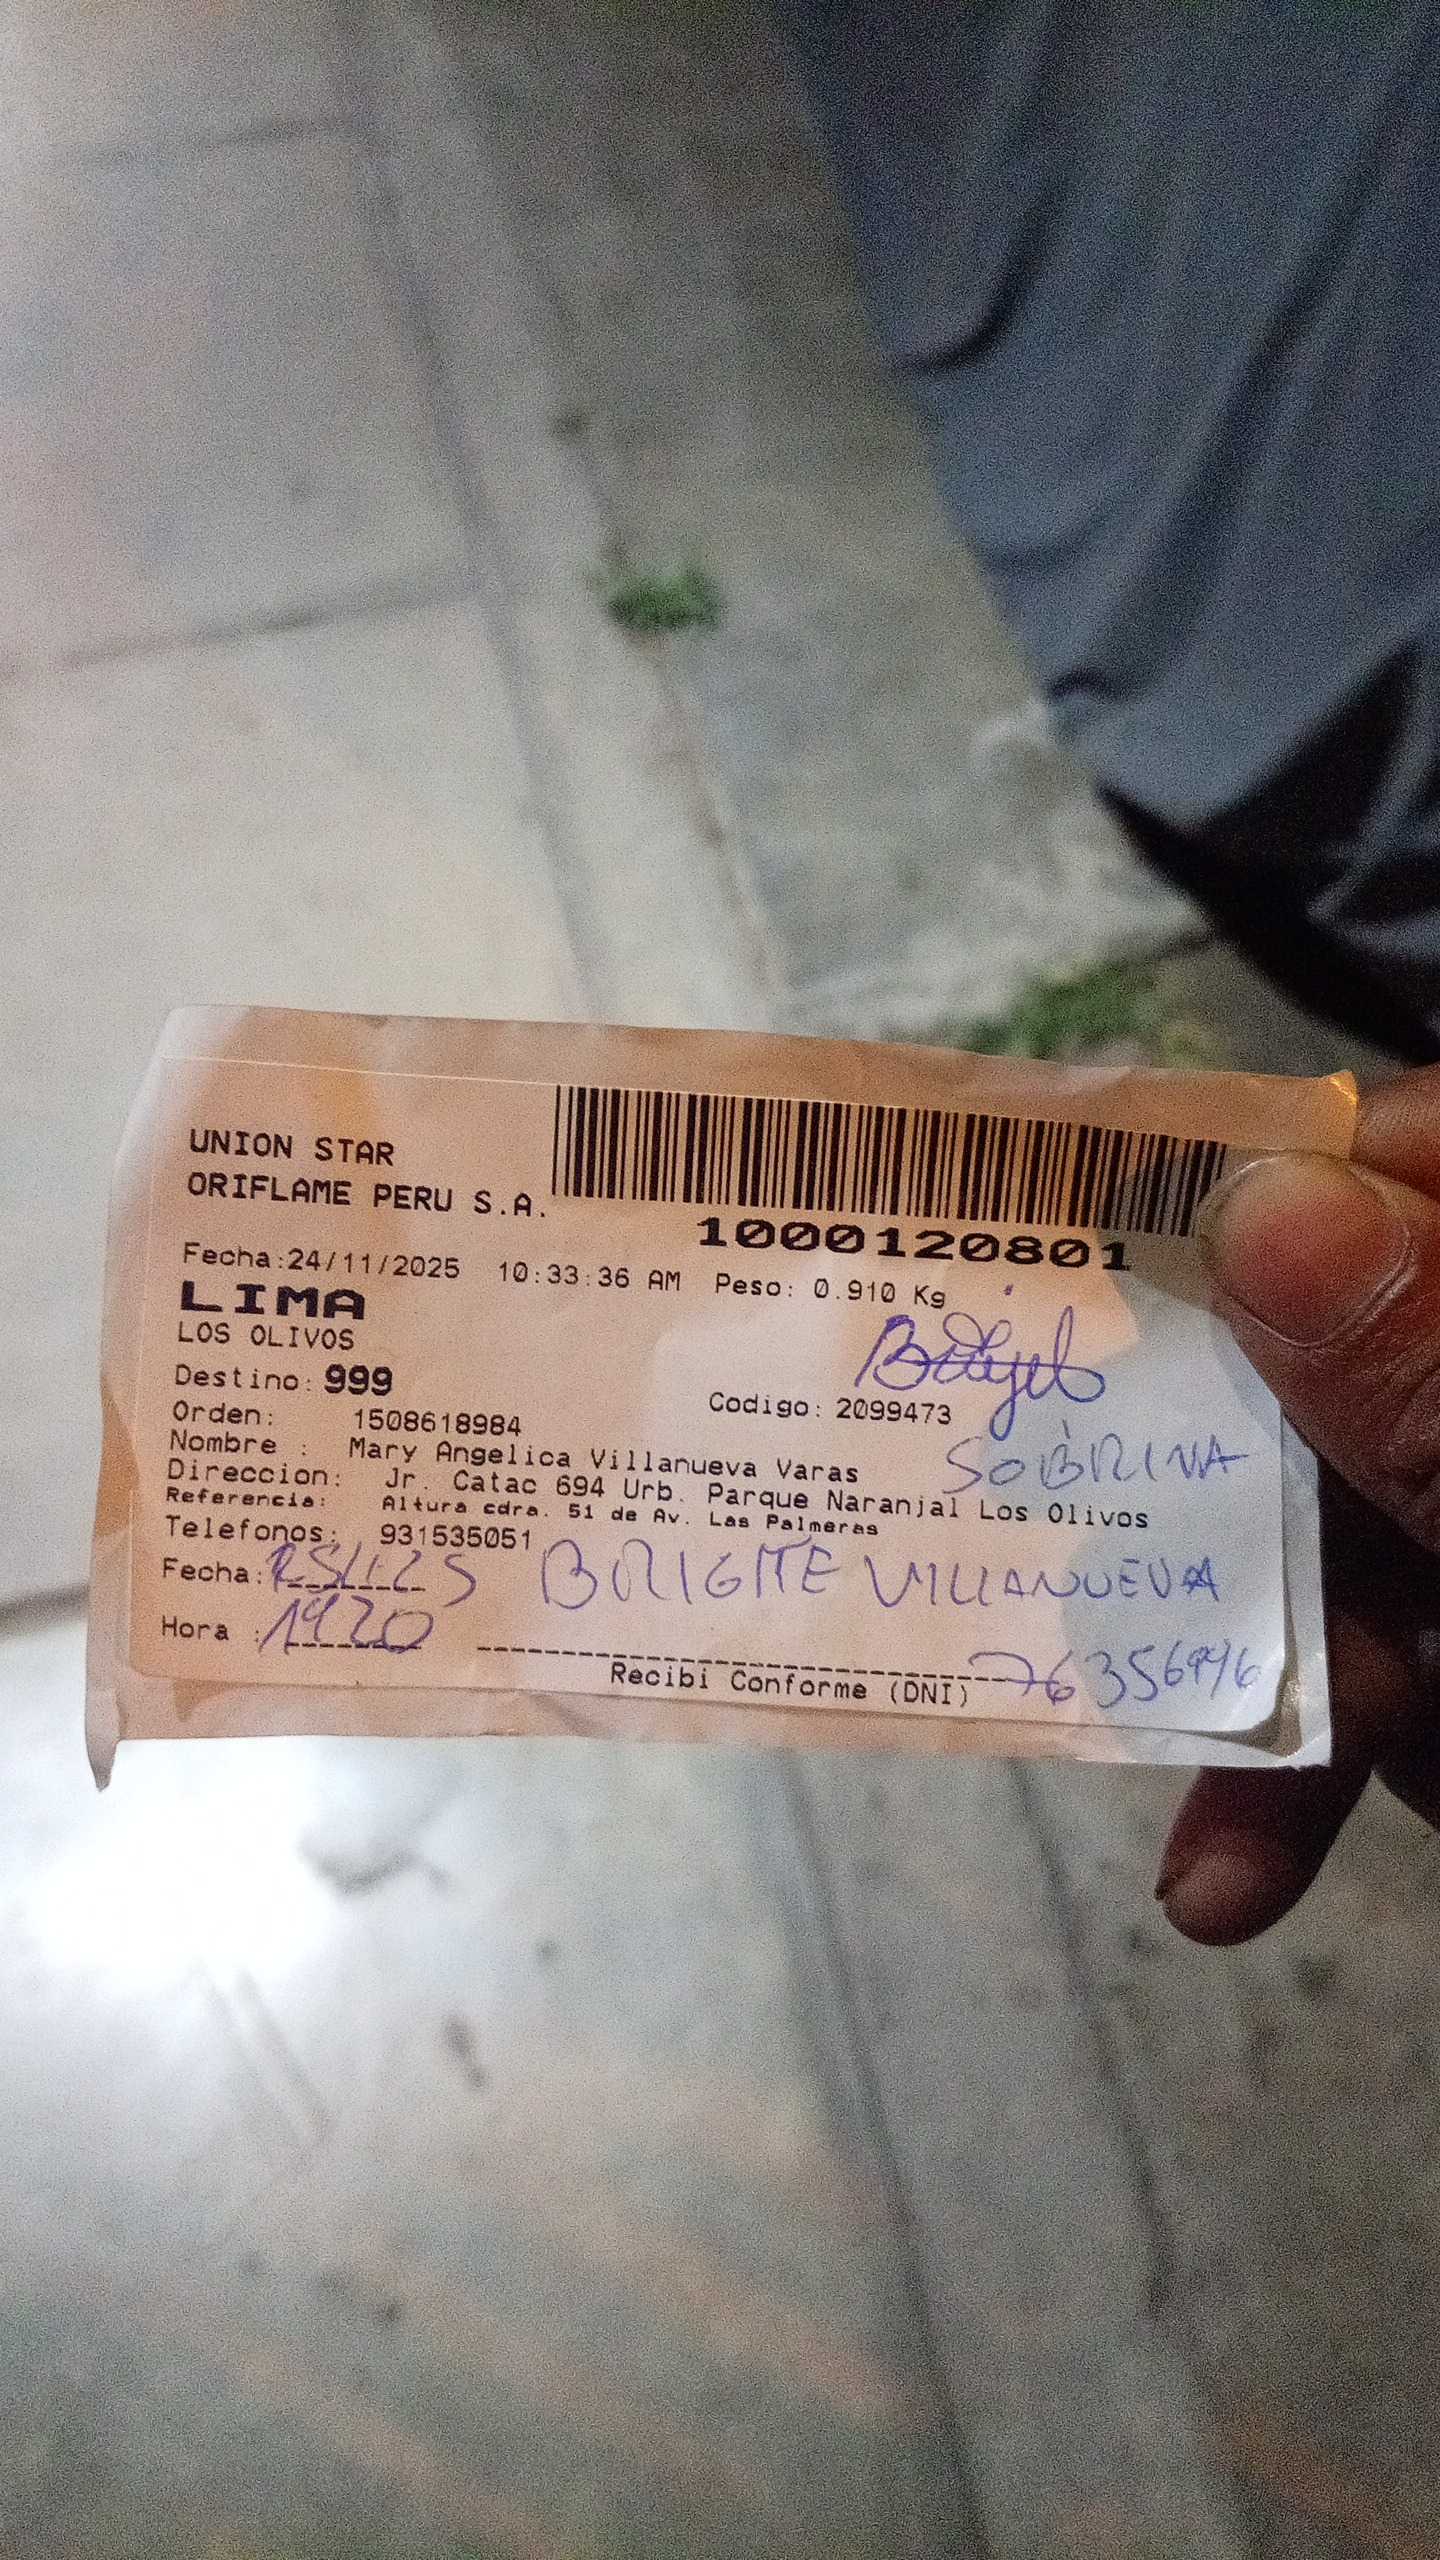 UNION STAR
ORIFLAME PERU S.A.
1000120801
Fecha:24/11/2025 10:33:36 AM Peso: 0.910 Kg
LIMA
LOS OLIVOS
Destino: 999
Orden: 1508618984 Codigo: 2099473
SOBRINA
Nombre : Mary Angelica Villanueva Varas
Direccion: Jr. Catac 694 Urb. Parque Naranjal Los Olivos
Referencia: Altura cdra. 51 de Av. Las Palmeras
Telefonos: 931535051
Fecha: BRIGITE VILLANUEVA
Hora : 1920
Recibi Conforme (DNI)